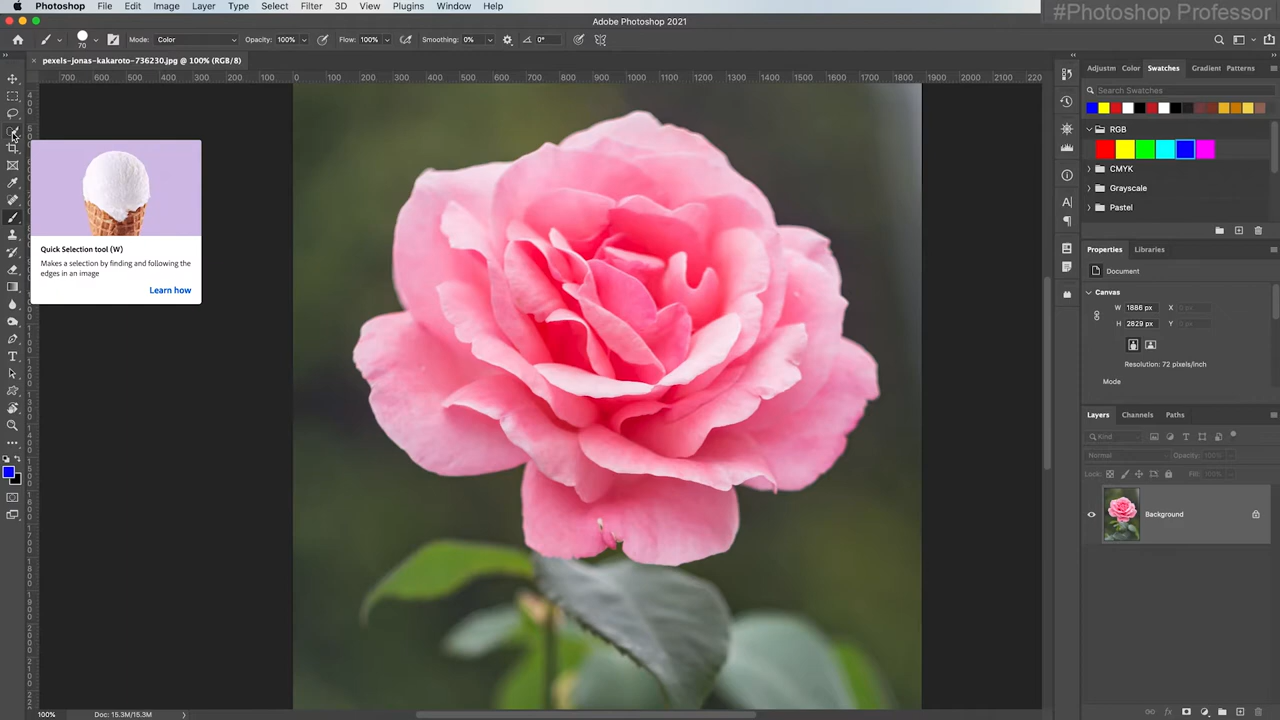 Photoshop File Edit Image Layer Type Select Filter 3D View Plugins Window Help
#Photoshop Professor
Adobe Photoshop 2021
70 Mode: Color Opacity: 100% Flow: 100% Smoothing: 0% 0°
pexels-jonas-kakaroto-736230.jpg @ 100% (RGB/8)
700 600 500 400 300 200 100 0 100 200 300 400 500 600 700 800 900 1000 1100 1200 1300 1400 1500 1600 1700 1800 1900 2000 2100 220
Adjustm Color Swatches Gradient Patterns
Search Swatches
RGB
CMYK
Grayscale
Pastel
Quick Selection tool (W)
Makes a selection by finding and following the
edges in an image
Learn how
Properties Libraries
Document
Canvas
W 1886 px X 0 px
H 2829 px Y 0 px
Resolution: 72 pixels/inch
Mode
Layers Channels Paths
Kind
Normal Opacity: 100%
Lock: Fill: 100%
Background
100% Doc: 15.3M/15.3M